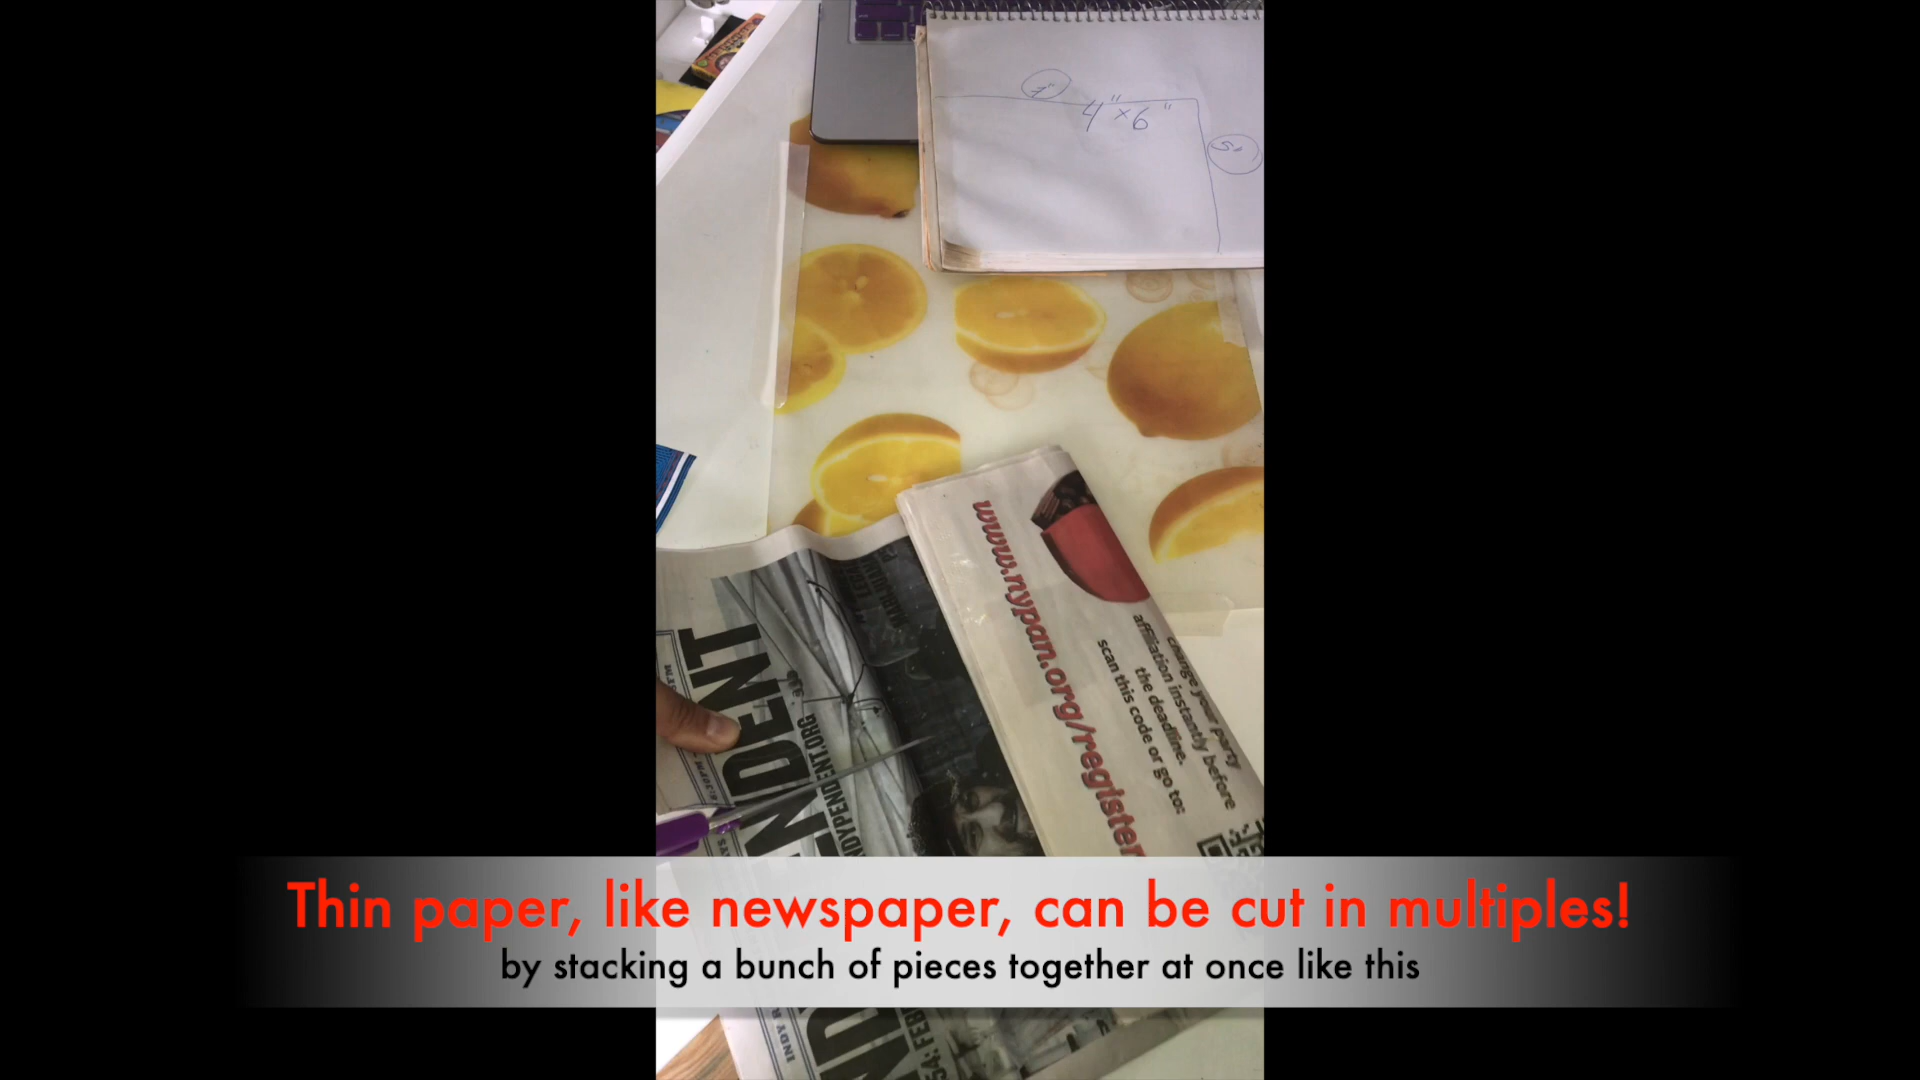 7"
4" x 6"
5"
www.nypan.org/register
change your party
affiliation instantly before
the deadline.
scan this code or go to:
NDENT
INDYPENDENT.ORG
Thin paper, like newspaper, can be cut in multiples!
by stacking a bunch of pieces together at once like this